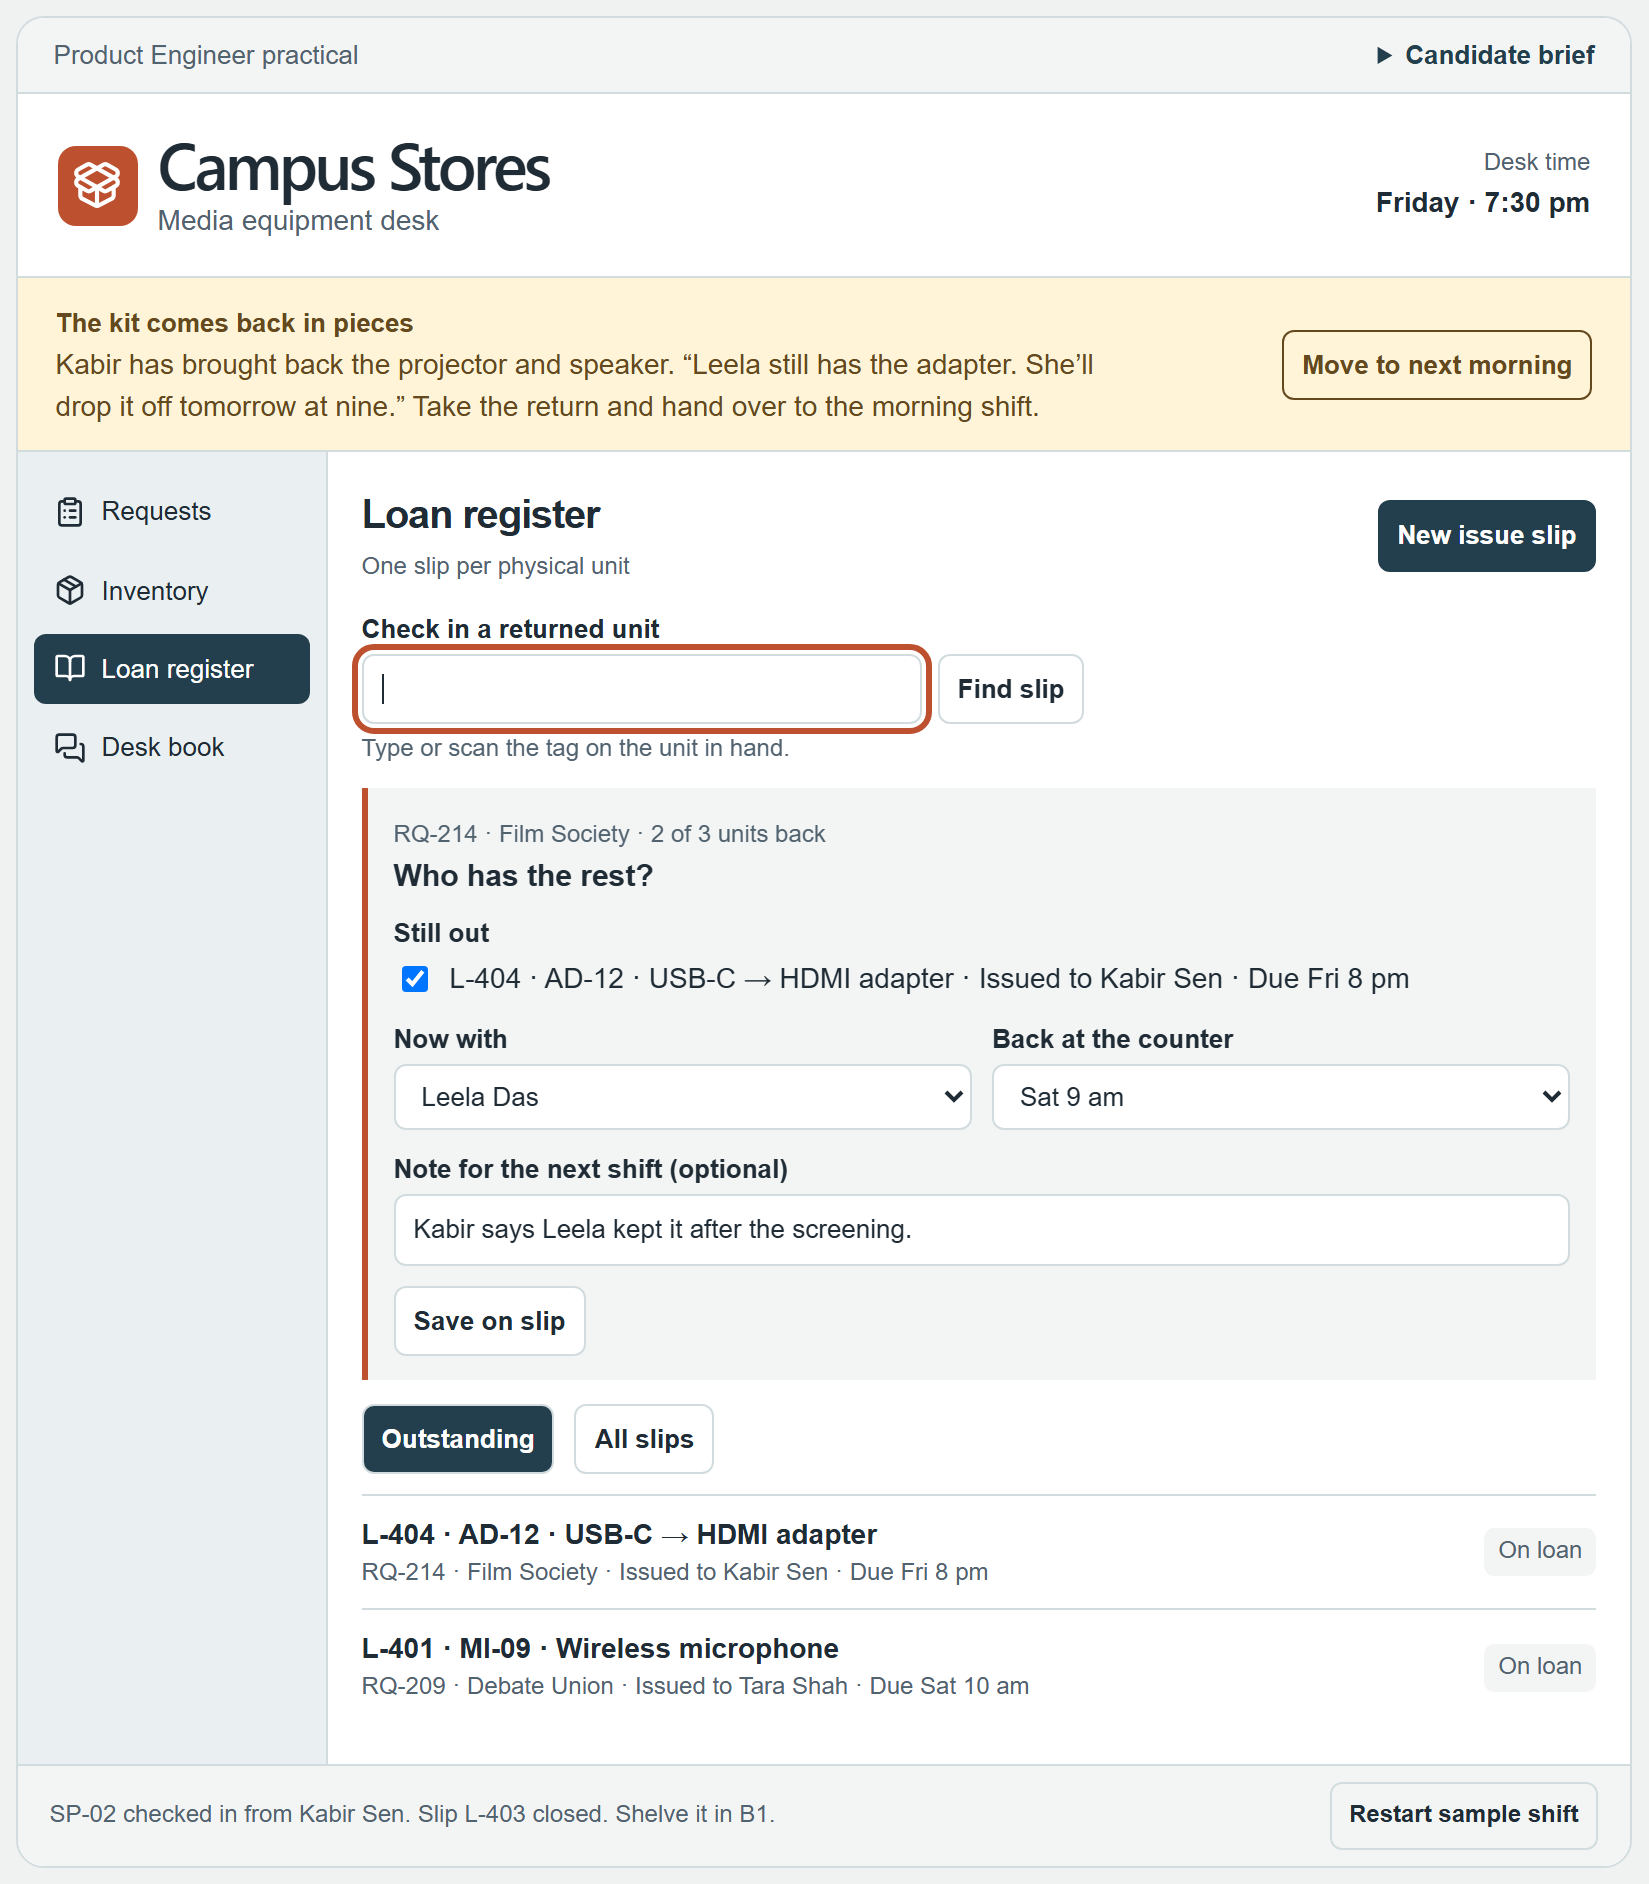 Product Engineer practical
Candidate brief
Campus Stores
Media equipment desk
Desk time
Friday · 7:30 pm
The kit comes back in pieces
Kabir has brought back the projector and speaker. “Leela still has the adapter. She’ll
drop it off tomorrow at nine.” Take the return and hand over to the morning shift.
Move to next morning
Requests
Inventory
Loan register
Desk book
Loan register
One slip per physical unit
New issue slip
Check in a returned unit
Find slip
Type or scan the tag on the unit in hand.
RQ-214 · Film Society · 2 of 3 units back
Who has the rest?
Still out
L-404 · AD-12 · USB-C → HDMI adapter · Issued to Kabir Sen · Due Fri 8 pm
Now with
Back at the counter
Leela Das
Sat 9 am
Note for the next shift (optional)
Kabir says Leela kept it after the screening.
Save on slip
Outstanding
All slips
L-404 · AD-12 · USB-C → HDMI adapter
RQ-214 · Film Society · Issued to Kabir Sen · Due Fri 8 pm
On loan
L-401 · MI-09 · Wireless microphone
RQ-209 · Debate Union · Issued to Tara Shah · Due Sat 10 am
On loan
SP-02 checked in from Kabir Sen. Slip L-403 closed. Shelve it in B1.
Restart sample shift